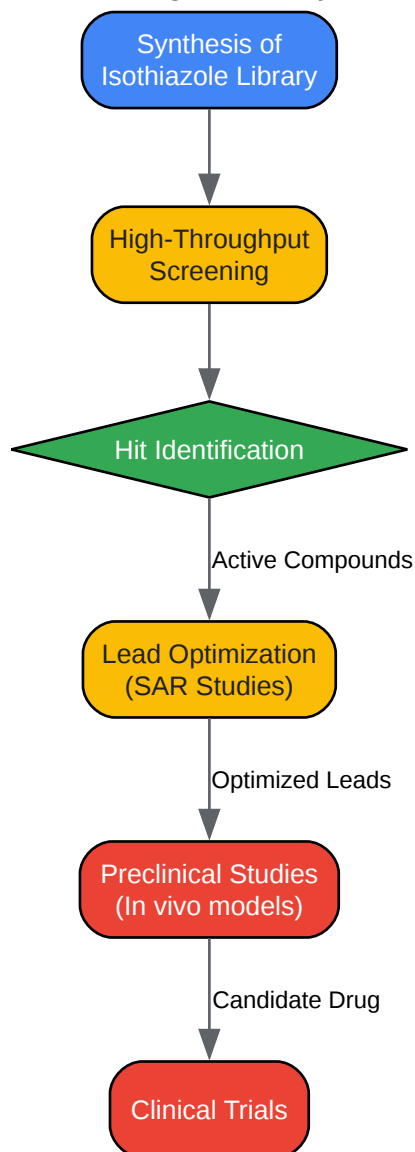 Synthesis of
Isothiazole Library
High-Throughput
Screening
Hit Identification
Active Compounds
Lead Optimization
(SAR Studies)
Optimized Leads
Preclinical Studies
(In vivo models)
Candidate Drug
Clinical Trials